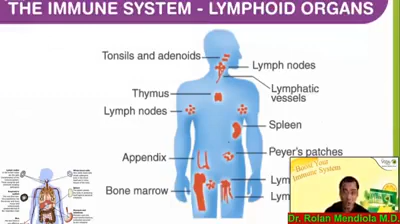 THE IMMUNE SYSTEM - LYMPHOID ORGANS
Tonsils and adenoids
Lymph nodes
Lymphatic
vessels
Thymus
Lymph nodes
Spleen
Appendix
Peyer's patches
Bone marrow
Boost Your
Immune System
Dr. Rolan Mendiola M.D.